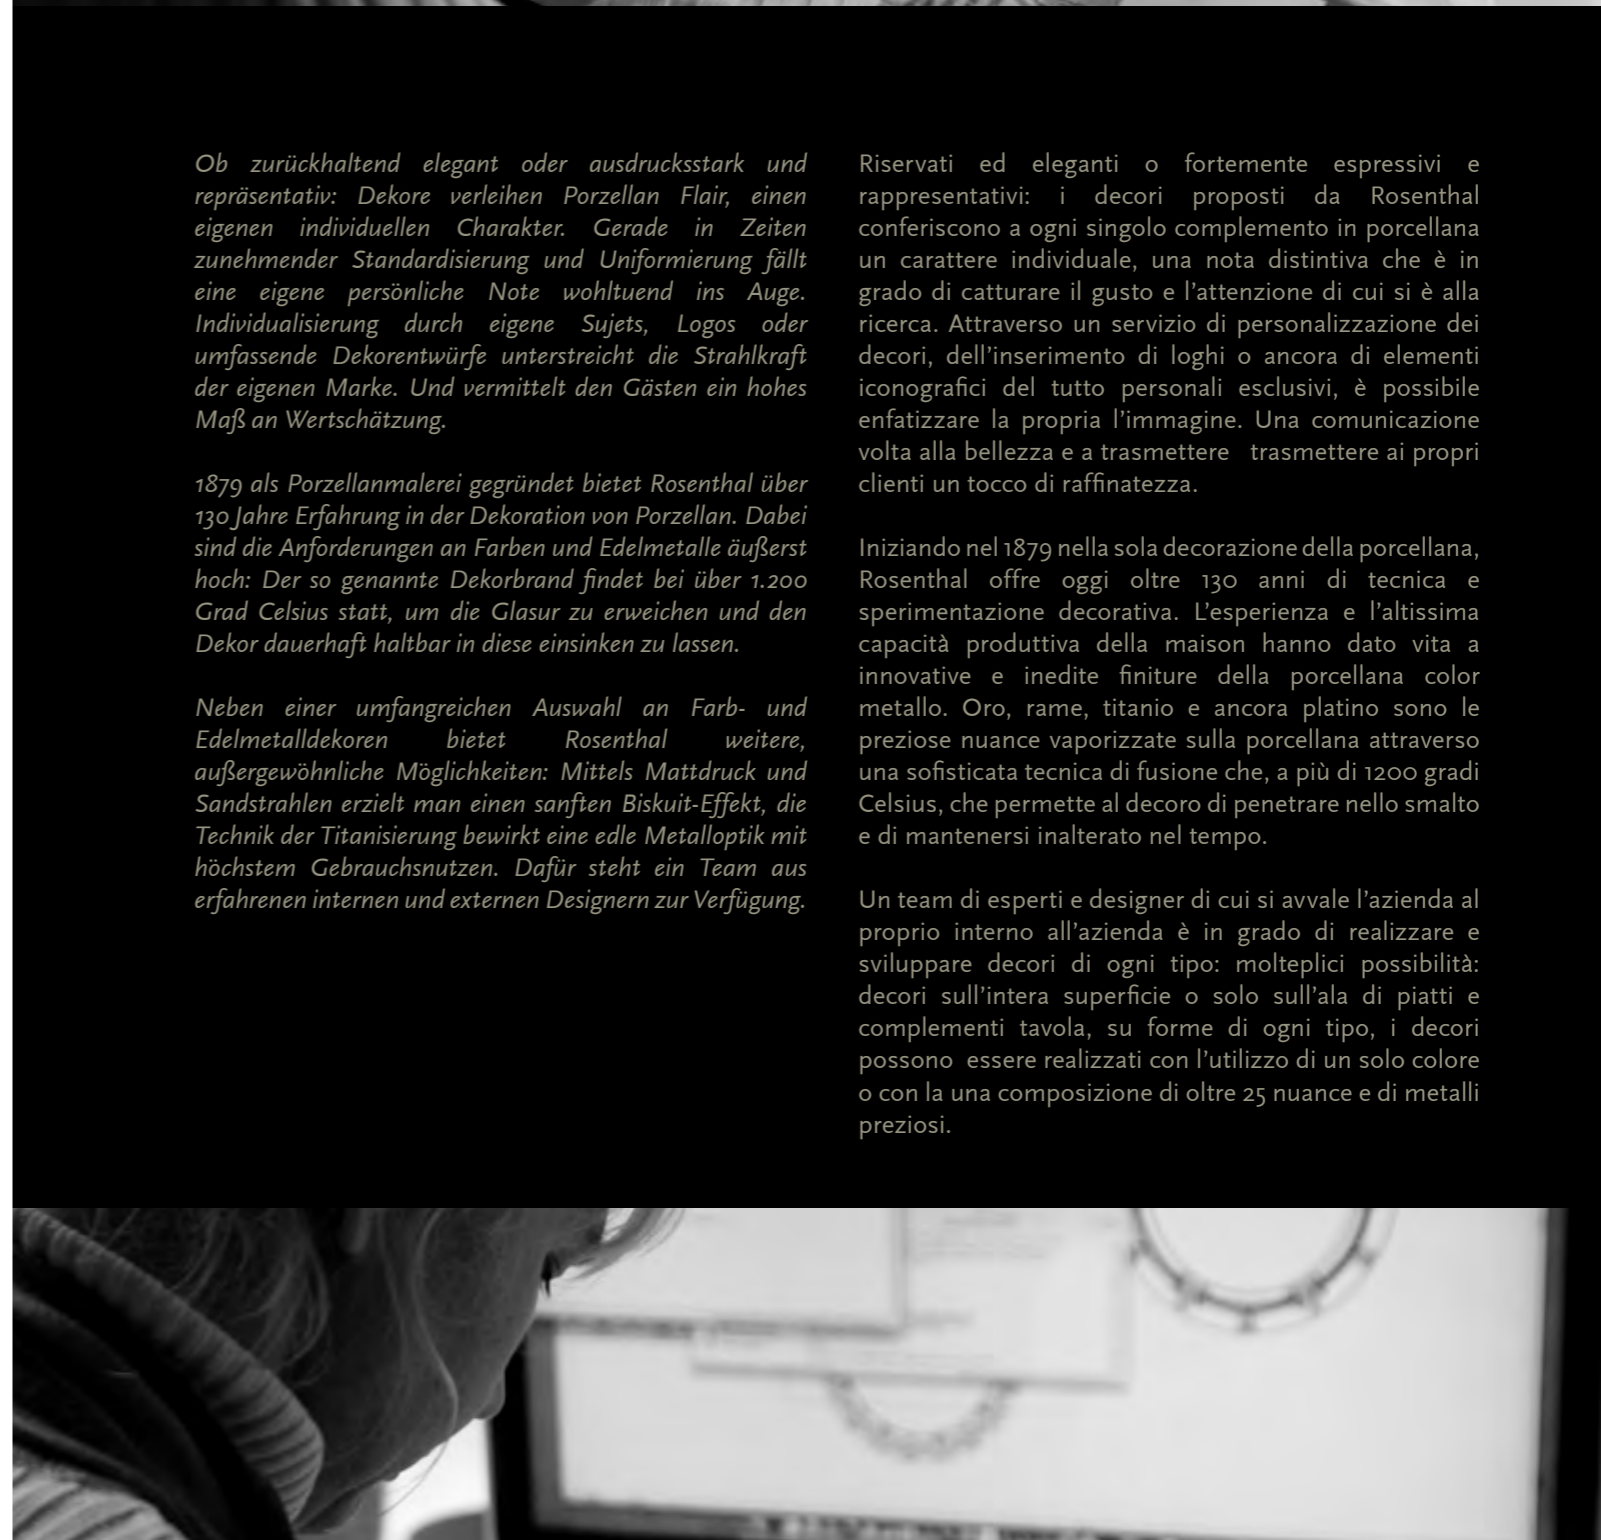 Ob zurückhaltend elegant oder ausdrucksstark und
repräsentativ: Dekore verleihen Porzellan Flair, einen
eigenen individuellen Charakter. Gerade in Zeiten
zunehmender Standardisierung und Uniformierung fällt
eine eigene persönliche Note wohltuend ins Auge.
Individualisierung durch eigene Sujets, Logos oder
umfassende Dekorentwürfe unterstreicht die Strahlkraft
der eigenen Marke. Und vermittelt den Gästen ein hohes
Maß an Wertschätzung.
1879 als Porzellanmalerei gegründet bietet Rosenthal über
130 Jahre Erfahrung in der Dekoration von Porzellan. Dabei
sind die Anforderungen an Farben und Edelmetalle äußerst
hoch: Der so genannte Dekorbrand findet bei über 1.200
Grad Celsius statt, um die Glasur zu erweichen und den
Dekor dauerhaft haltbar in diese einsinken zu lassen.
Neben einer umfangreichen Auswahl an Farb- und
Edelmetalldekoren bietet Rosenthal weitere,
außergewöhnliche Möglichkeiten: Mittels Mattdruck und
Sandstrahlen erzielt man einen sanften Biskuit-Effekt, die
Technik der Titanisierung bewirkt eine edle Metalloptik mit
höchstem Gebrauchsnutzen. Dafür steht ein Team aus
erfahrenen internen und externen Designern zur Verfügung.
Riservati ed eleganti o fortemente espressivi e
rappresentativi: i decori proposti da Rosenthal
conferiscono a ogni singolo complemento in porcellana
un carattere individuale, una nota distintiva che è in
grado di catturare il gusto e l’attenzione di cui si è alla
ricerca. Attraverso un servizio di personalizzazione dei
decori, dell’inserimento di loghi o ancora di elementi
iconografici del tutto personali esclusivi, è possibile
enfatizzare la propria l’immagine. Una comunicazione
volta alla bellezza e a trasmettere trasmettere ai propri
clienti un tocco di raffinatezza.
Iniziando nel 1879 nella sola decorazione della porcellana,
Rosenthal offre oggi oltre 130 anni di tecnica e
sperimentazione decorativa. L’esperienza e l’altissima
capacità produttiva della maison hanno dato vita a
innovative e inedite finiture della porcellana color
metallo. Oro, rame, titanio e ancora platino sono le
preziose nuance vaporizzate sulla porcellana attraverso
una sofisticata tecnica di fusione che, a più di 1200 gradi
Celsius, che permette al decoro di penetrare nello smalto
e di mantenersi inalterato nel tempo.
Un team di esperti e designer di cui si avvale l’azienda al
proprio interno all’azienda è in grado di realizzare e
sviluppare decori di ogni tipo: molteplici possibilità:
decori sull’intera superficie o solo sull’ala di piatti e
complementi tavola, su forme di ogni tipo, i decori
possono essere realizzati con l’utilizzo di un solo colore
o con la una composizione di oltre 25 nuance e di metalli
preziosi.